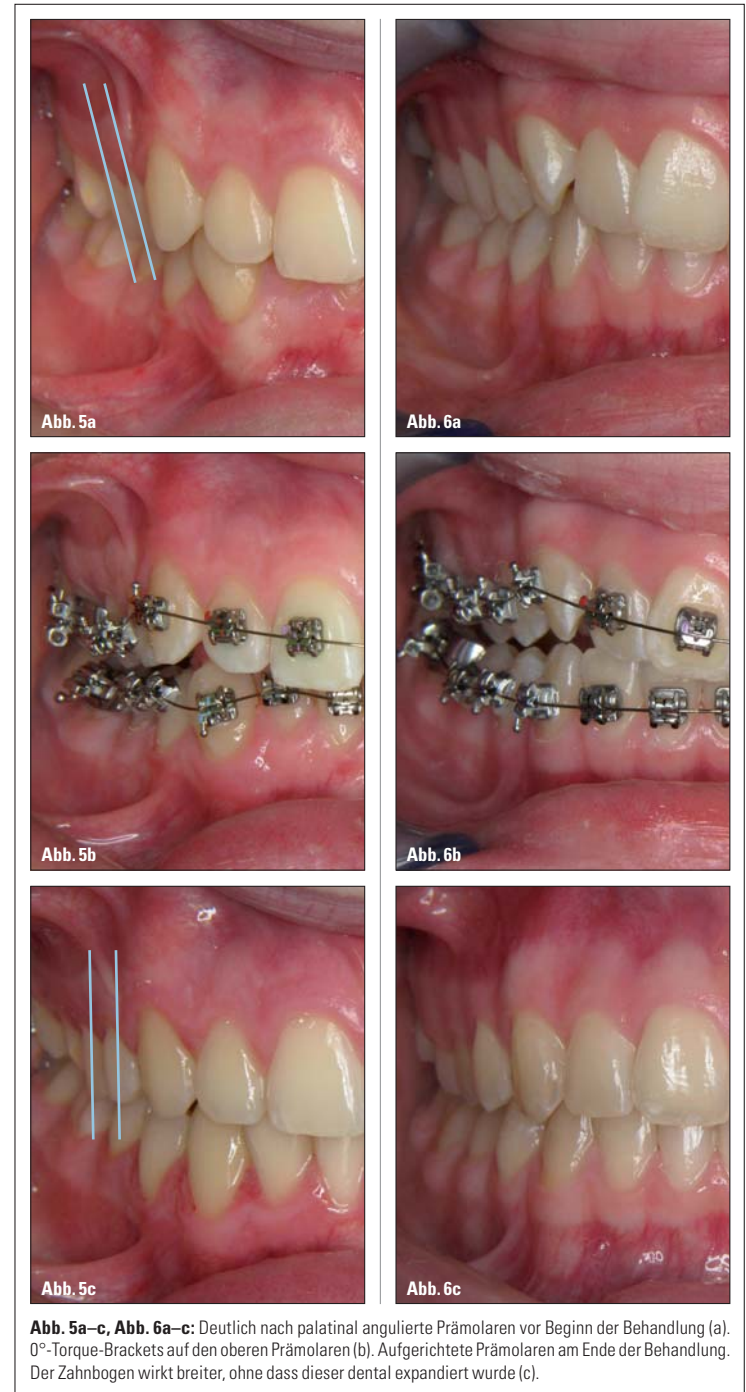 Abb. 5a
Abb. 6a
Abb. 5b
Abb. 6b
Abb. 5c
Abb. 6c
Abb. 5a–c, Abb. 6a–c: Deutlich nach palatinal angulierte Prämolaren vor Beginn der Behandlung (a).
0°-Torque-Brackets auf den oberen Prämolaren (b). Aufgerichtete Prämolaren am Ende der Behandlung.
Der Zahnbogen wirkt breiter, ohne dass dieser dental expandiert wurde (c).